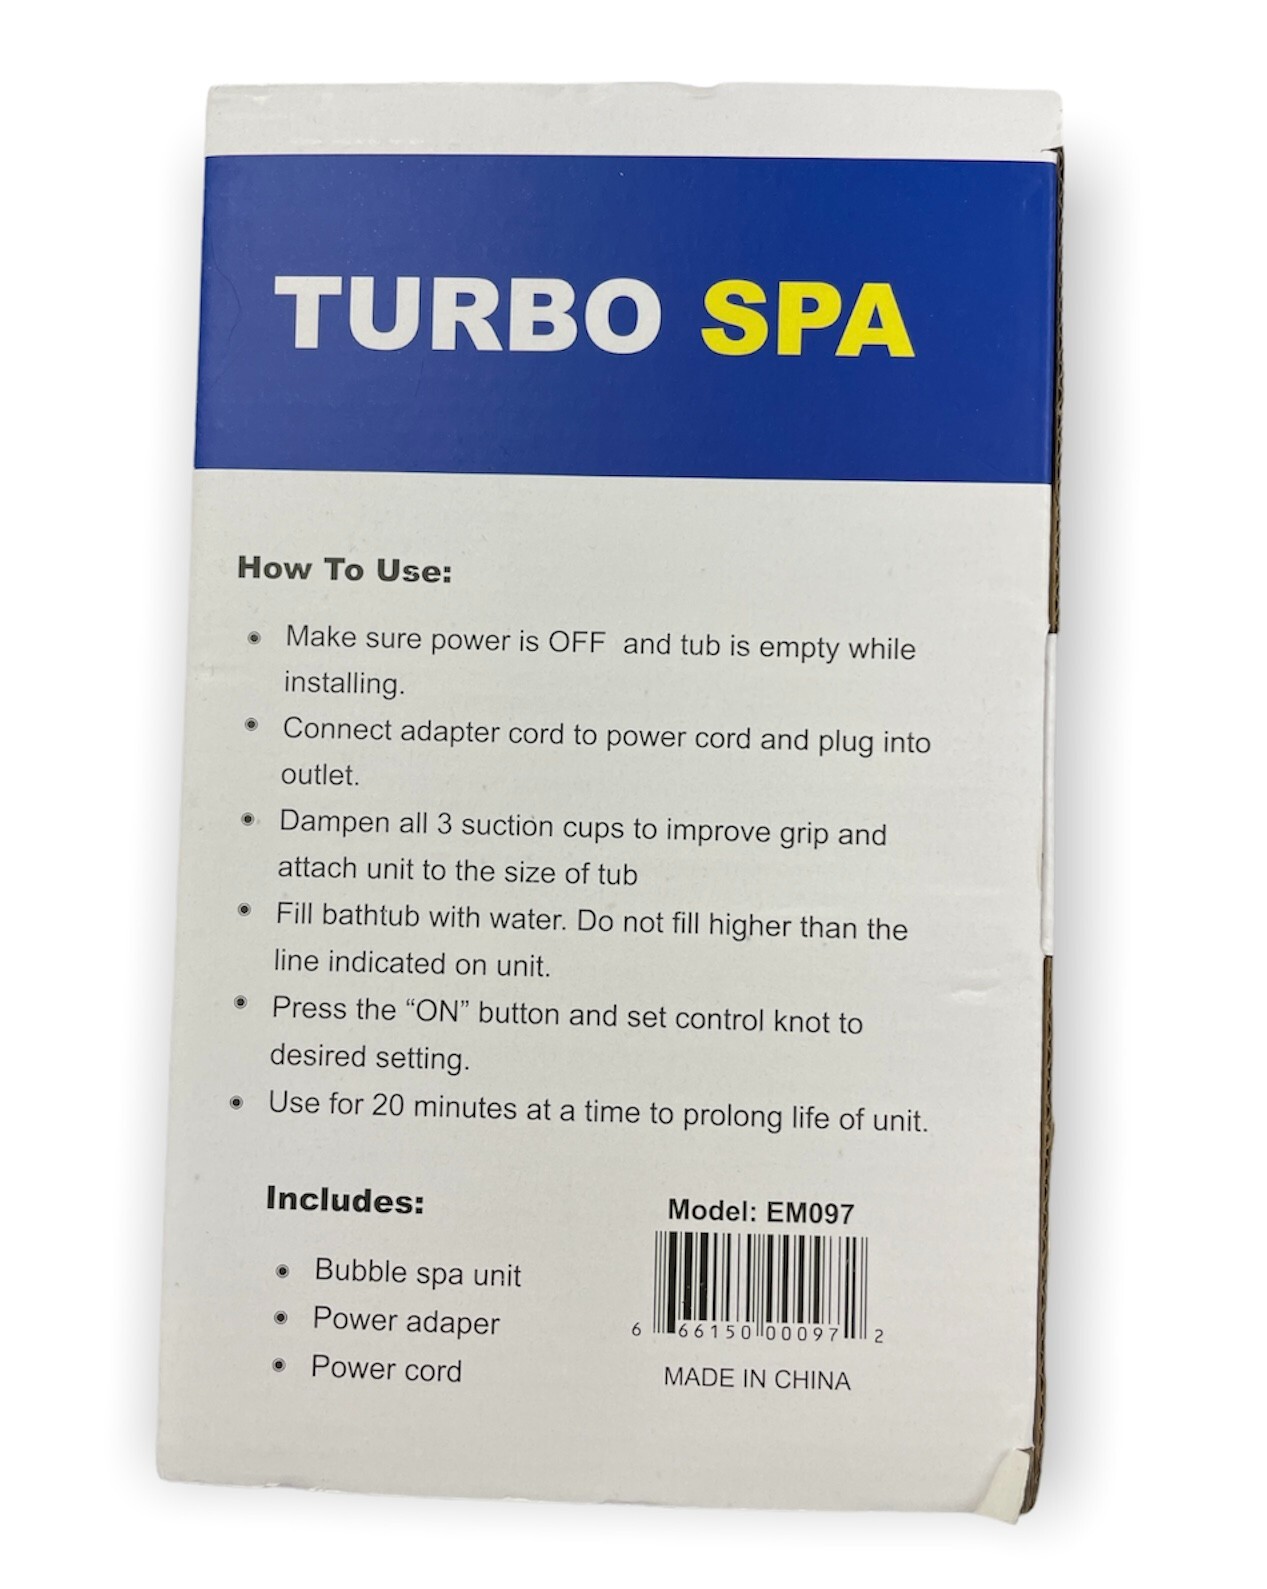 TURBO SPA
How To Use:
Make sure power is OFF and tub is empty while
installing.
Connect adapter cord to power cord and plug into
outlet.
Dampen all 3 suction cups to improve grip and
attach unit to the size of tub
Fill bathtub with water. Do not fill higher than the
line indicated on unit.
Press the “ON” button and set control knot to
desired setting.
Use for 20 minutes at a time to prolong life of unit.
Includes:
Bubble spa unit
Power adaper
Power cord
Model: EM097
6 66150 00097 2
MADE IN CHINA